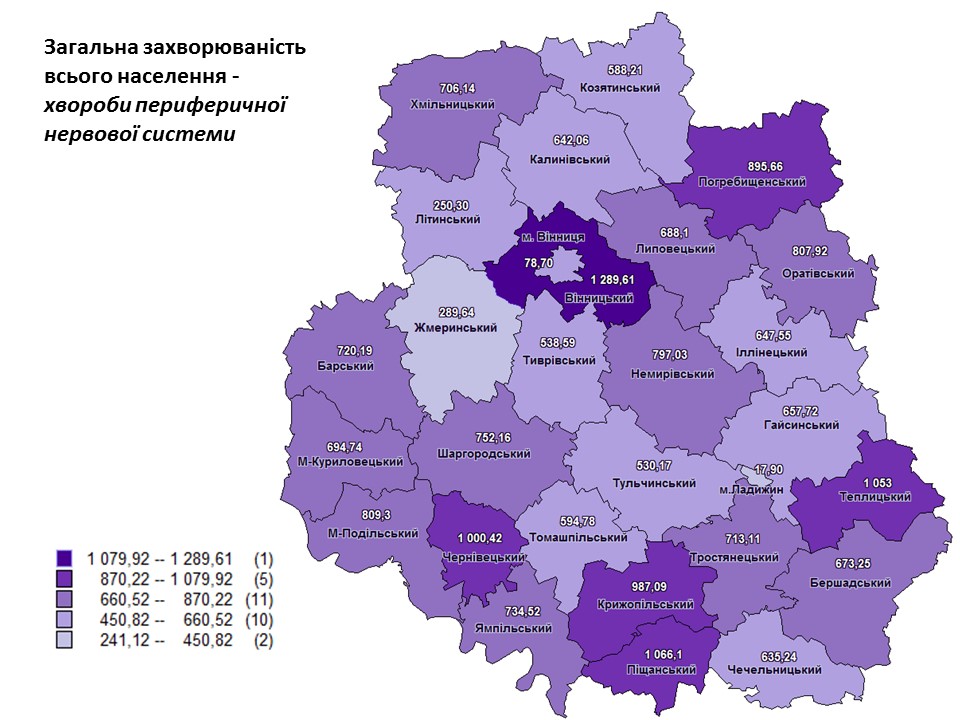 Загальна захворюваність
всього населення -
хвороби периферичної
нервової системи
588,21
Козятинський
706,14
Хмільницький
642,06
Калинівський
895,66
Погребищенський
250,30
Літинський
688,1
Липовецький
м. Вінниця
78,70
1 289,61
Вінницький
807,92
Оратівський
289,64
Жмеринський
538,59
Тиврівський
647,55
Іллінецький
720,19
Барський
797,03
Немирівський
657,72
Гайсинський
752,16
Шаргородський
694,74
М-Куриловецький
530,17
Тульчинський
17,90
м.Ладижин
1 053
Теплицький
809,3
М-Подільський
594,78
Томашпільський
1 000,42
Чернівецький
713,11
Тростянецький
673,25
Бершадський
987,09
Крижопільський
734,52
Ямпільський
1 066,1
Піщанський
635,24
Чечельницький
1 079,92 -- 1 289,61 (1)
870,22 -- 1 079,92 (5)
660,52 -- 870,22 (11)
450,82 -- 660,52 (10)
241,12 -- 450,82 (2)